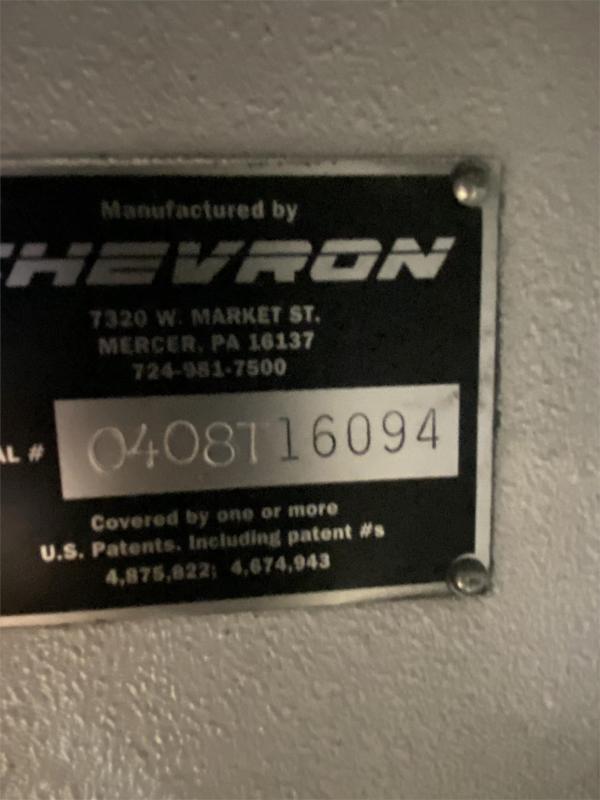 Manufactured by
CHEVRON
7320 W. MARKET ST.
MERCER, PA 16137
724-981-7500
AL # 0408T16094
Covered by one or more
U.S. Patents. Including patent #s
4,875,822; 4,674,943